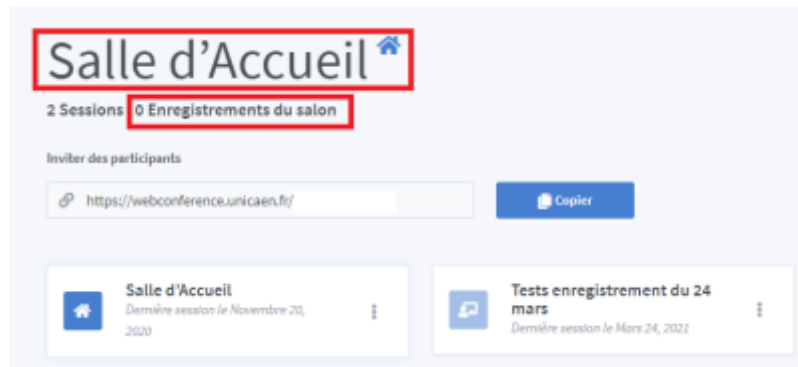 Salle d'Accueil
2 Sessions 0 Enregistrements du salon
Inviter des participants
https://webconference.unicaen.fr/
Copier
Salle d'Accueil
Dernière session le Novembre 20,
2020
Tests enregistrement du 24
mars
Dernière session le Mars 24, 2021